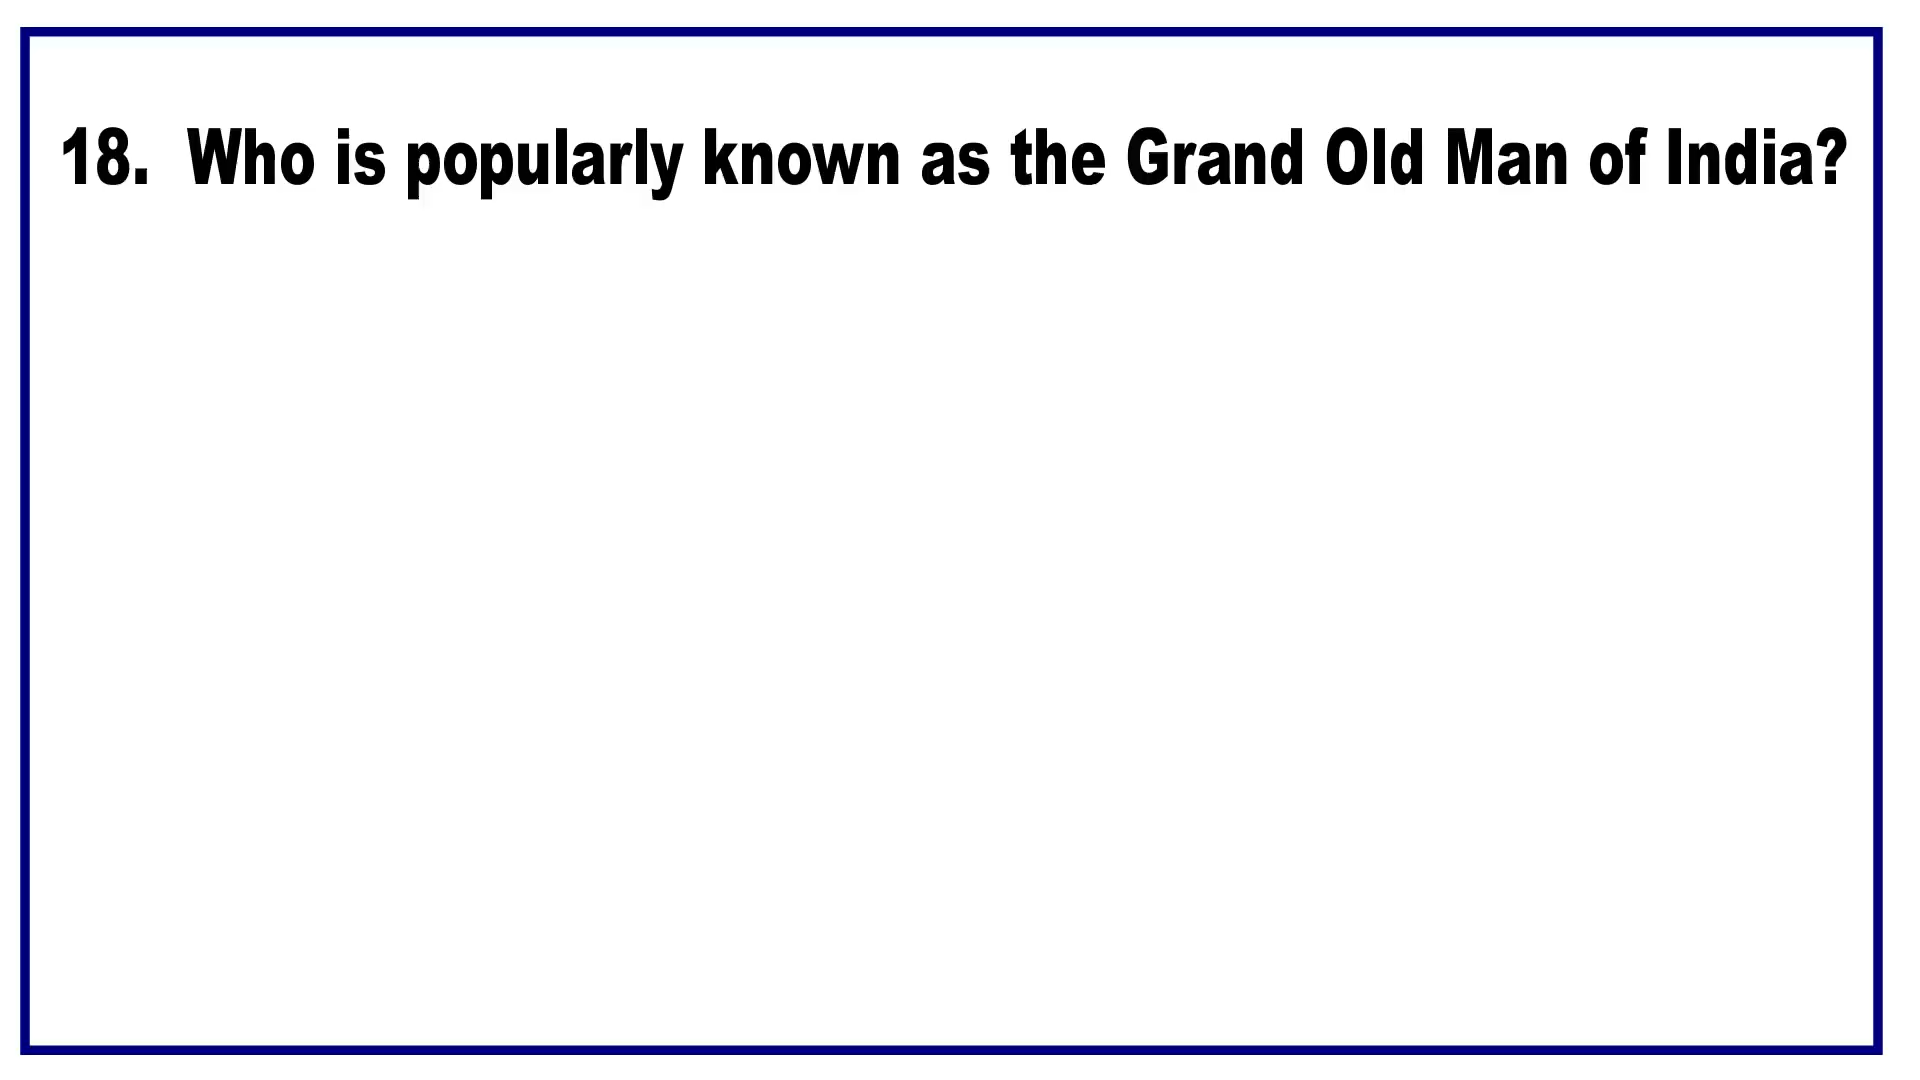 18. Who is popularly known as the Grand Old Man of India?